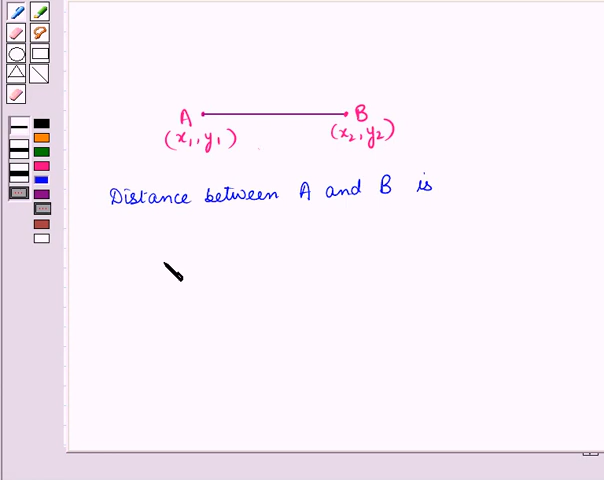 A B
(x₁, y₁) (x₂, y₂)
Distance between A and B is